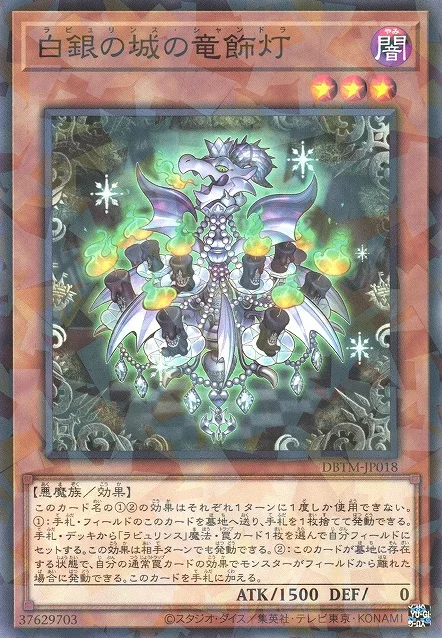 ラビュリンス シャンドラ
白銀の城の竜飾灯
やみ
闇
DBTM-JP018
【悪魔族／効果】
このカード名の①②の効果はそれぞれ１ターンに１度しか使用できない。
①：手札・フィールドのこのカードを墓地へ送り、手札を１枚捨てて発動できる。
手札・デッキから「ラビュリンス」魔法・罠カード１枚を選んで自分フィールドに
セットする。この効果は相手ターンでも発動できる。②：このカードが墓地に存在
する状態で、自分の通常罠カードの効果でモンスターがフィールドから離れた
場合に発動できる。このカードを手札に加える。
ATK/1500 DEF/ 0
37629703 ©スタジオ・ダイス／集英社・テレビ東京・KONAMI